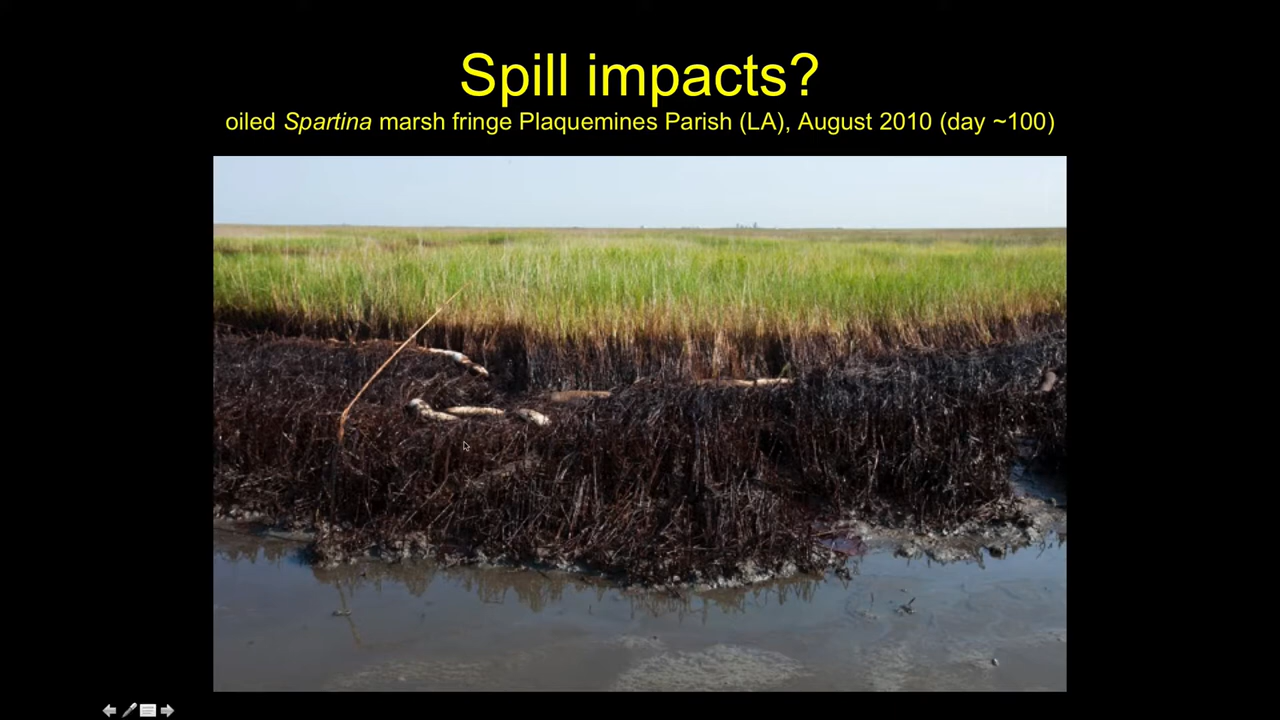 Spill impacts?
oiled Spartina marsh fringe Plaquemines Parish (LA), August 2010 (day ~100)